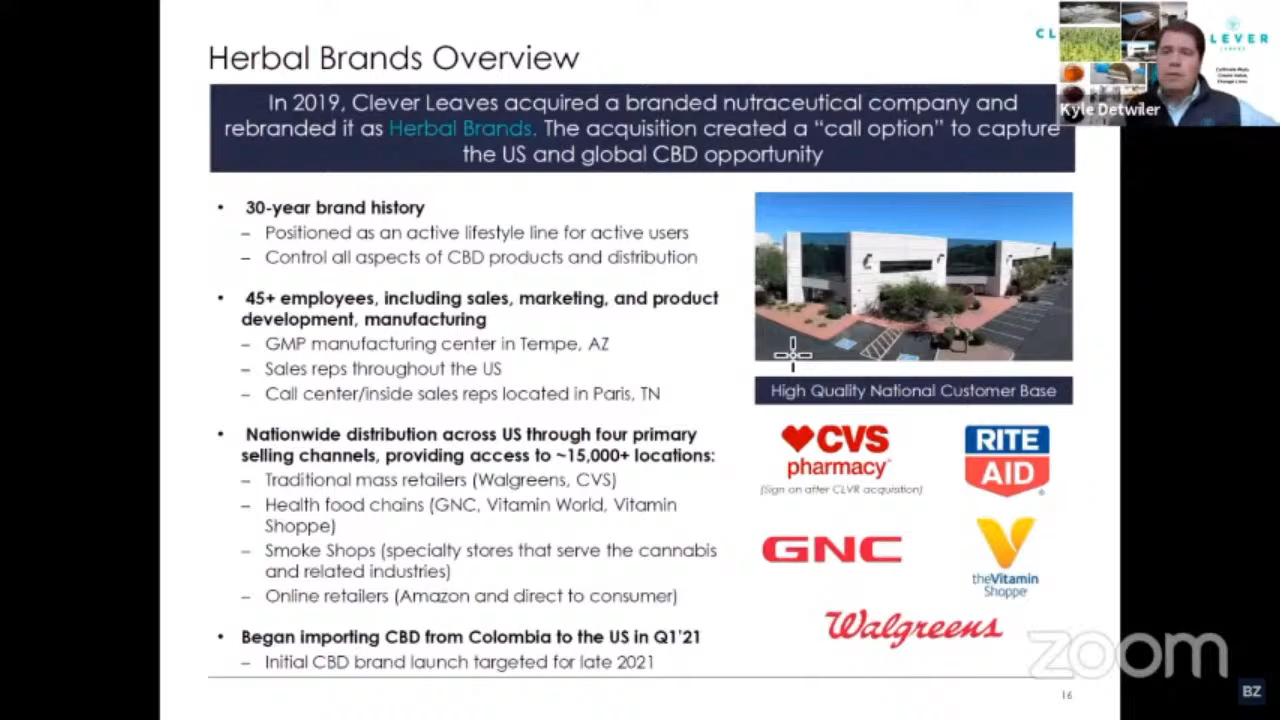 Herbal Brands Overview
In 2019, Clever Leaves acquired a branded nutraceutical company and
rebranded it as Herbal Brands. The acquisition created a “call option” to capture
the US and global CBD opportunity
• 30-year brand history
– Positioned as an active lifestyle line for active users
– Control all aspects of CBD products and distribution
• 45+ employees, including sales, marketing, and product
development, manufacturing
– GMP manufacturing center in Tempe, AZ
– Sales reps throughout the US
– Call center/inside sales reps located in Paris, TN
• Nationwide distribution across US through four primary
selling channels, providing access to ~15,000+ locations:
– Traditional mass retailers (Walgreens, CVS)
– Health food chains (GNC, Vitamin World, Vitamin
Shoppe)
– Smoke Shops (specialty stores that serve the cannabis
and related industries)
– Online retailers (Amazon and direct to consumer)
• Began importing CBD from Colombia to the US in Q1'21
– Initial CBD brand launch targeted for late 2021
CL
LEVER
Kyle Detwiler
High Quality National Customer Base
CVS
pharmacy
(Sign on after CLVR acquisition)
RITE
AID
GNC
theVitamin
Shoppe
Walgreens
zoom
16
BZ